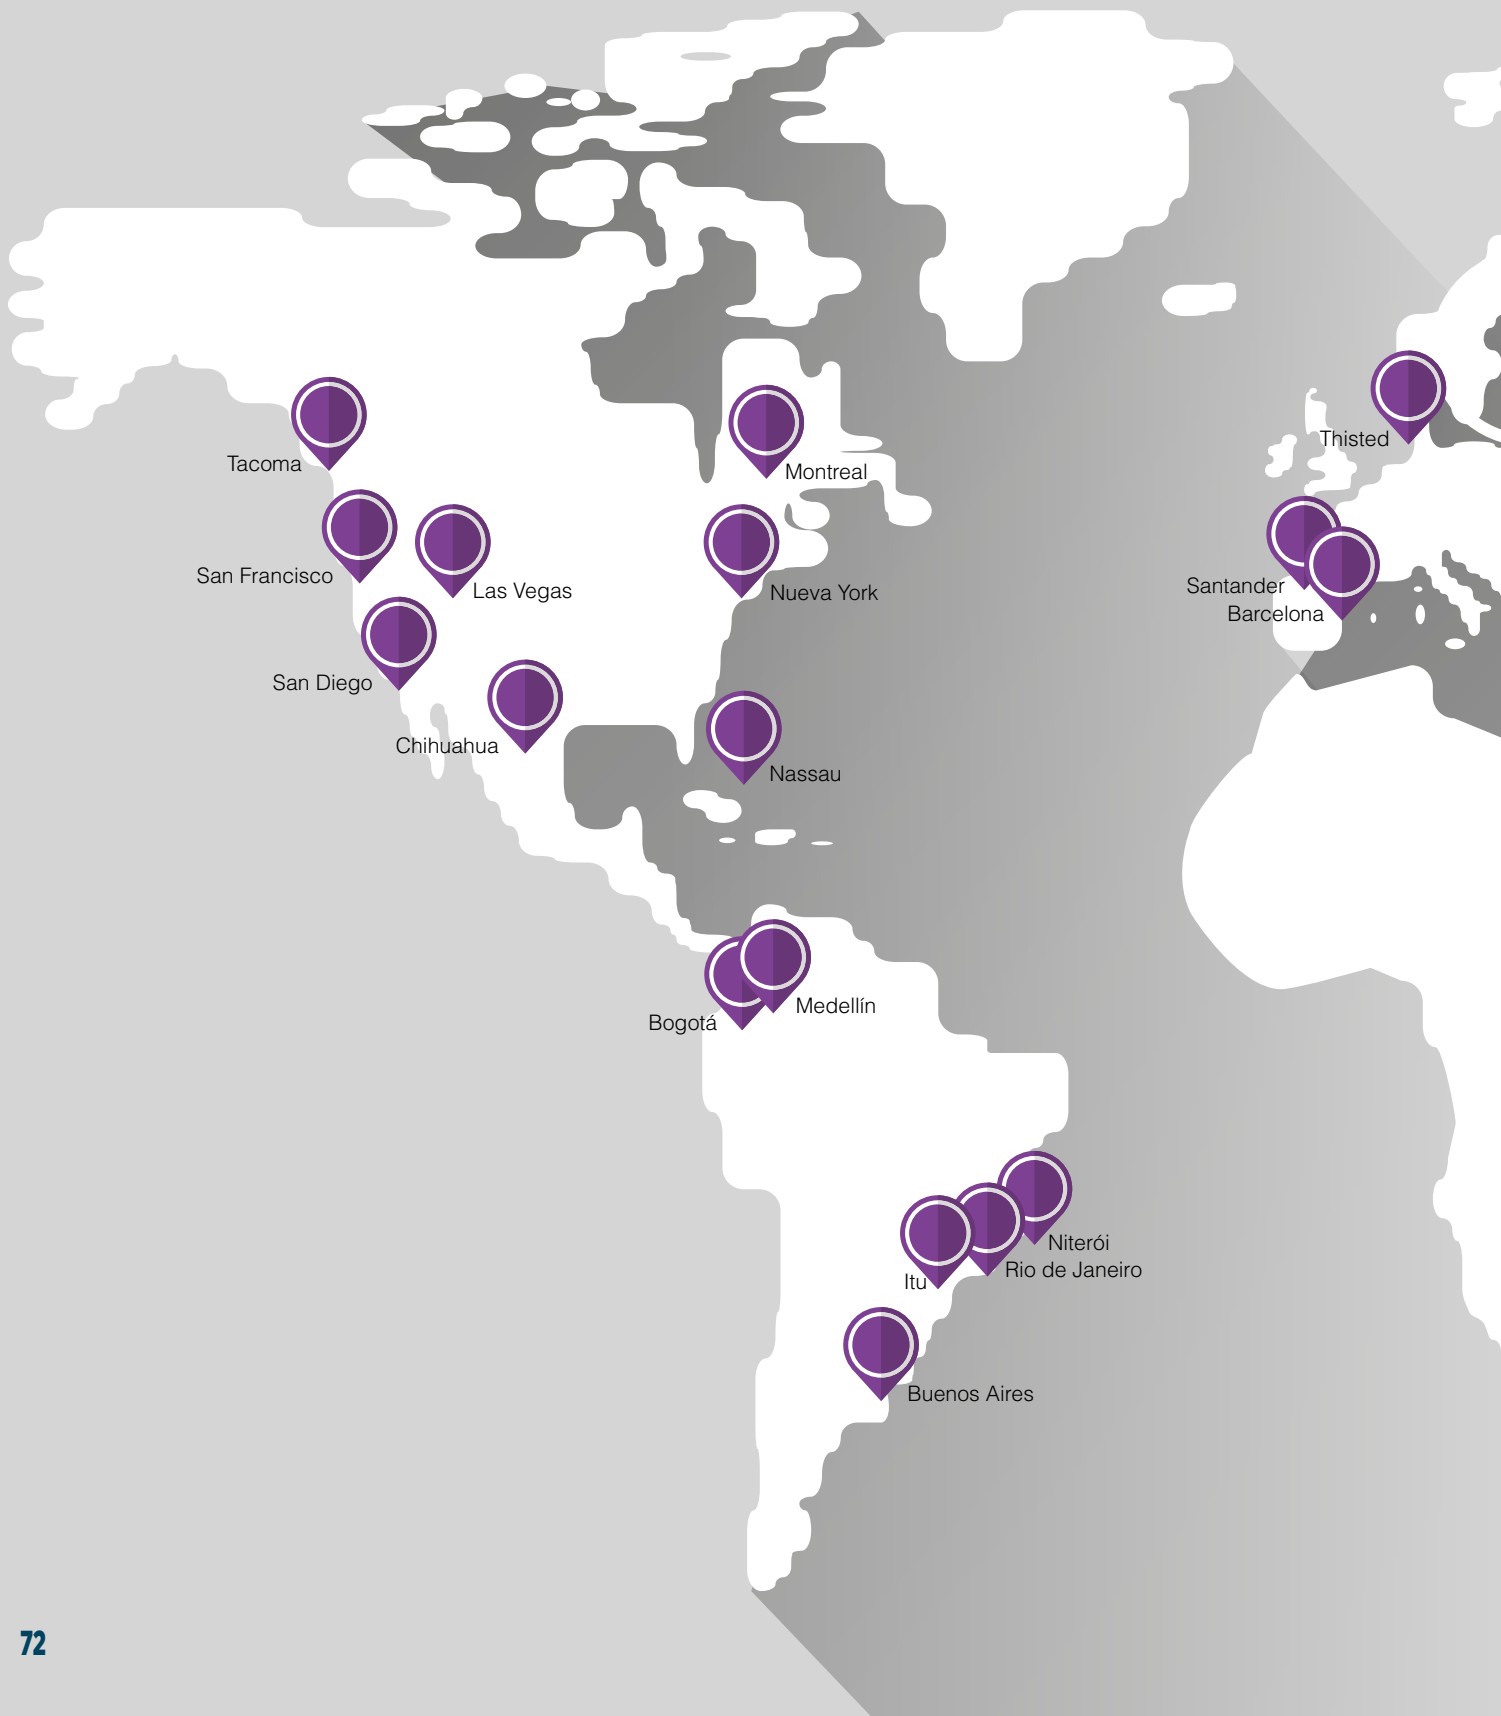 Thisted
Tacoma
Montreal
San Francisco
Las Vegas
Nueva York
Santander
Barcelona
San Diego
Chihuahua
Nassau
Medellín
Bogotá
Niterói
Rio de Janeiro
Itu
Buenos Aires
72